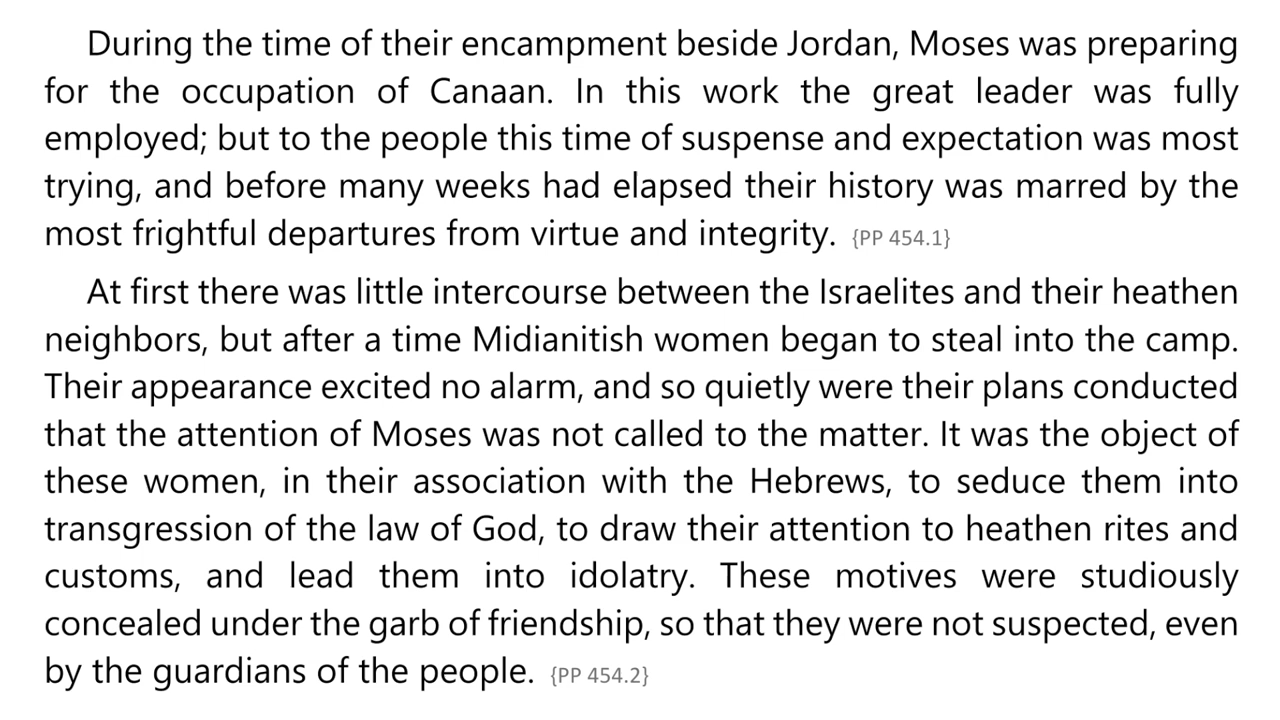 During the time of their encampment beside Jordan, Moses was preparing
for the occupation of Canaan. In this work the great leader was fully
employed; but to the people this time of suspense and expectation was most
trying, and before many weeks had elapsed their history was marred by the
most frightful departures from virtue and integrity. {PP 454.1}
At first there was little intercourse between the Israelites and their heathen
neighbors, but after a time Midianitish women began to steal into the camp.
Their appearance excited no alarm, and so quietly were their plans conducted
that the attention of Moses was not called to the matter. It was the object of
these women, in their association with the Hebrews, to seduce them into
transgression of the law of God, to draw their attention to heathen rites and
customs, and lead them into idolatry. These motives were studiously
concealed under the garb of friendship, so that they were not suspected, even
by the guardians of the people. {PP 454.2}